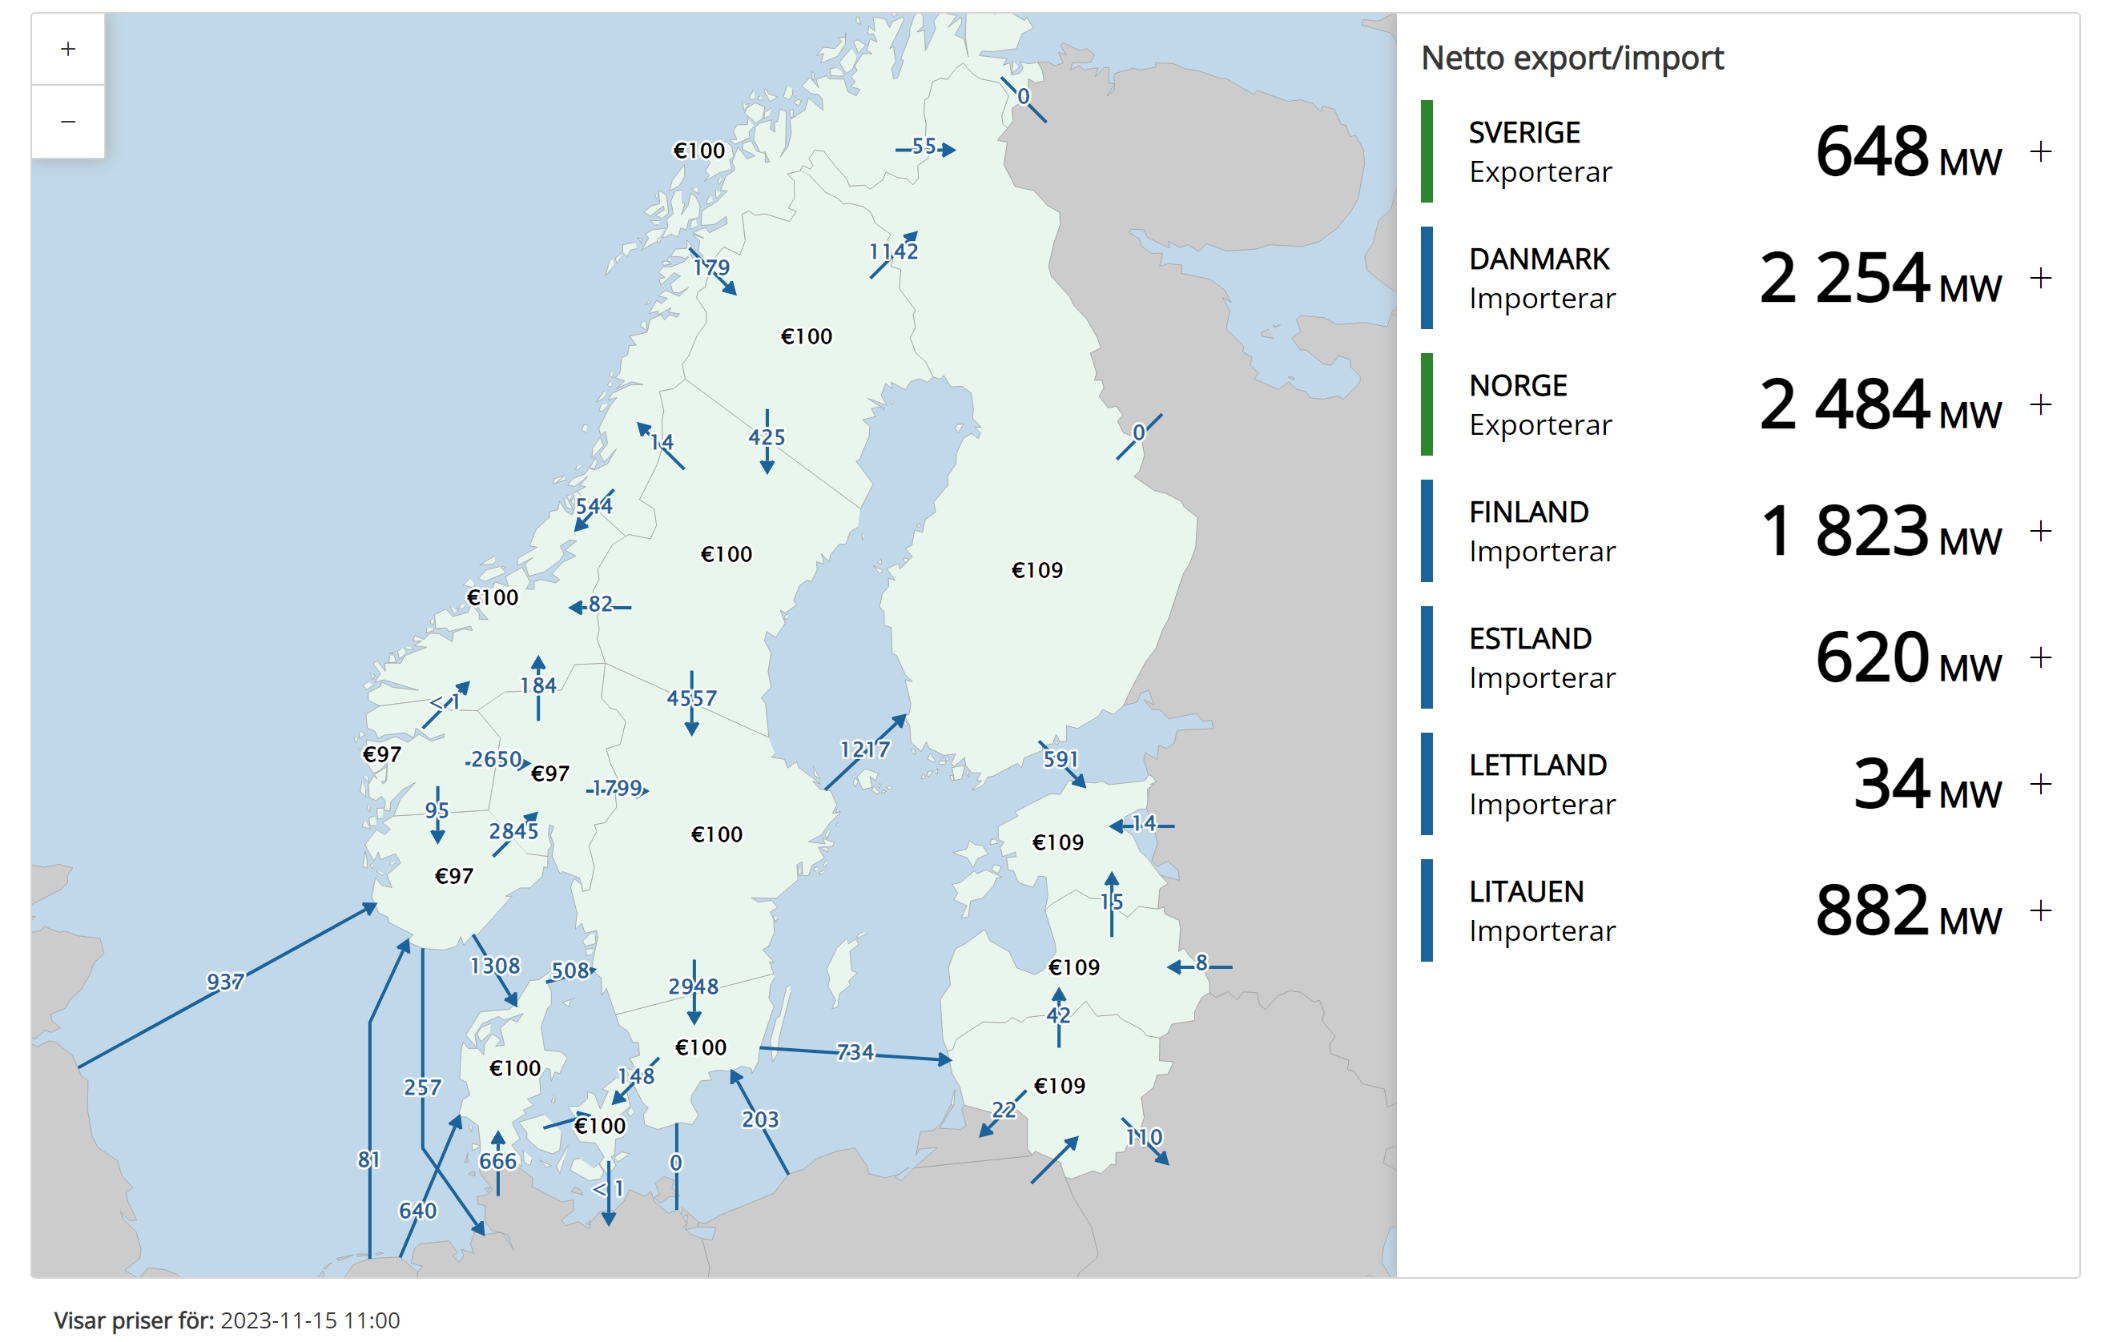 +
−
0
55
€100
1142
179
€100
14
425
0
544
€100
€109
€100
82
184
4557
< 1
€97
2650
€97
1799
1217
591
95
2845
€100
€109
14
€97
15
937
1308
508
2948
€109
8
42
€100
€100
734
257
148
€109
203
22
€100
110
81
666
0
< 1
640
Netto export/import
SVERIGE
Exporterar
648 MW +
DANMARK
Importerar
2 254 MW +
NORGE
Exporterar
2 484 MW +
FINLAND
Importerar
1 823 MW +
ESTLAND
Importerar
620 MW +
LETTLAND
Importerar
34 MW +
LITAUEN
Importerar
882 MW +
Visar priser för: 2023-11-15 11:00